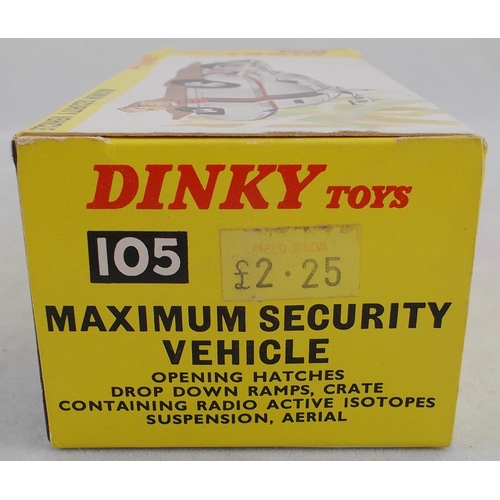 DINKY TOYS
105
£2·25
MAXIMUM SECURITY
VEHICLE
OPENING HATCHES
DROP DOWN RAMPS, CRATE
CONTAINING RADIO ACTIVE ISOTOPES
SUSPENSION, AERIAL